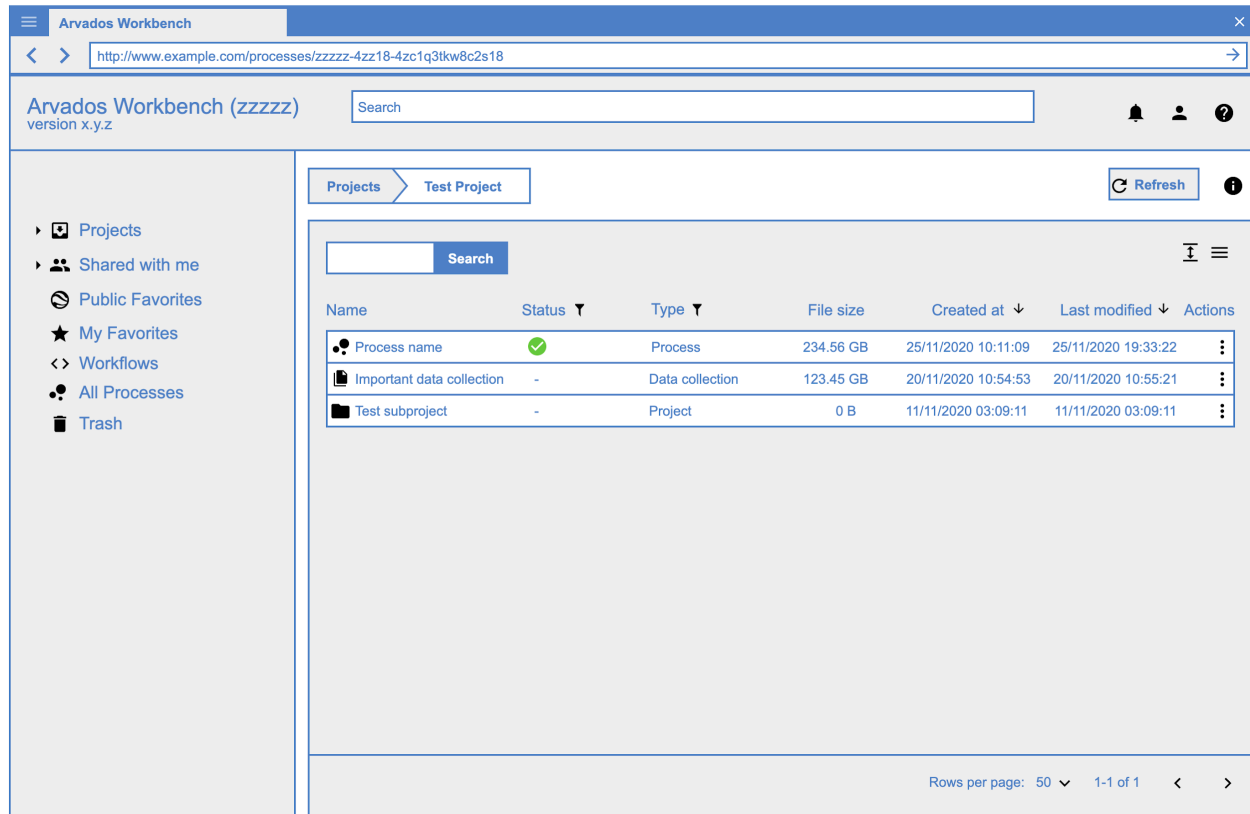 Arvados Workbench
http://www.example.com/processes/zzzzz-4zz18-4zc1q3tkw8c2s18
Arvados Workbench (zzzzz)
version x.y.z
Search
Projects
Shared with me
Public Favorites
My Favorites
Workflows
All Processes
Trash
Projects Test Project Refresh
Search
Name Status Type File size Created at Last modified Actions
Process name Process 234.56 GB 25/11/2020 10:11:09 25/11/2020 19:33:22
Important data collection - Data collection 123.45 GB 20/11/2020 10:54:53 20/11/2020 10:55:21
Test subproject - Project 0 B 11/11/2020 03:09:11 11/11/2020 03:09:11
Rows per page: 50 1-1 of 1